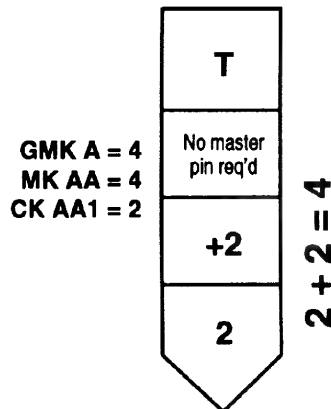 T
No master
pin req'd
GMK A = 4
MK AA = 4
CK AA1 = 2
+2
2
2 + 2 = 4